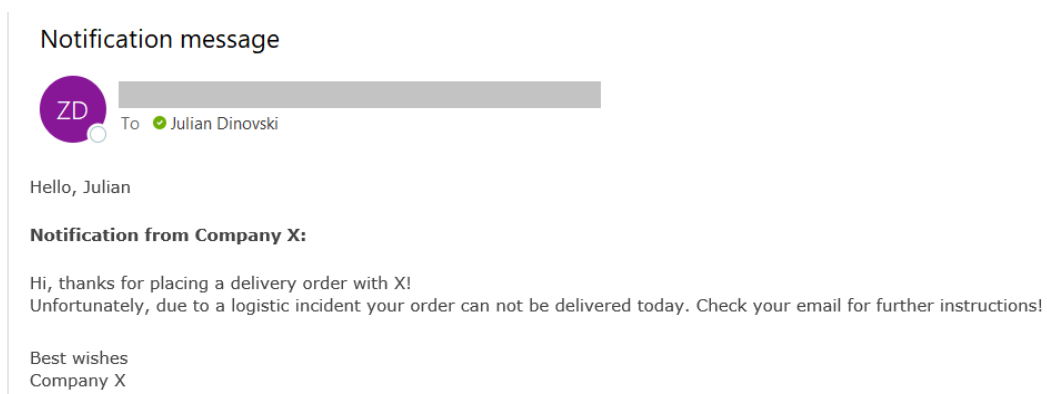 Notification message
ZD
To Julian Dinovski
Hello, Julian
Notification from Company X:
Hi, thanks for placing a delivery order with X!
Unfortunately, due to a logistic incident your order can not be delivered today. Check your email for further instructions!
Best wishes
Company X